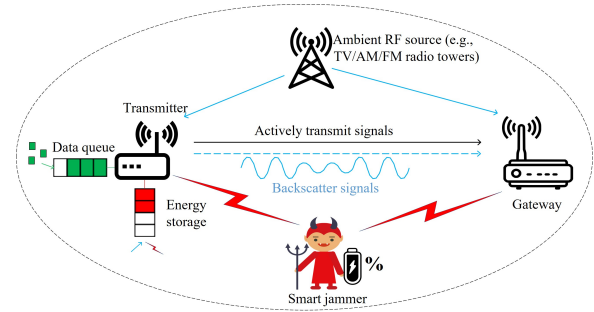 Ambient RF source (e.g.,
TV/AM/FM radio towers)
Transmitter
Data queue
Actively transmit signals
Backscatter signals
Energy
storage
Gateway
%
Smart jammer